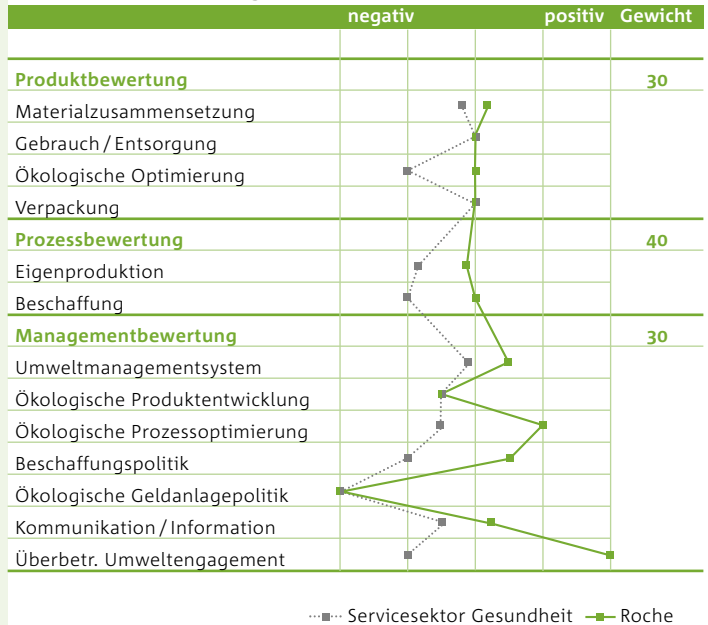 negativ positiv Gewicht
Produktbewertung 30
Materialzusammensetzung
Gebrauch / Entsorgung
Ökologische Optimierung
Verpackung
Prozessbewertung 40
Eigenproduktion
Beschaffung
Managementbewertung 30
Umweltmanagementsystem
Ökologische Produktentwicklung
Ökologische Prozessoptimierung
Beschaffungspolitik
Ökologische Geldanlagepolitik
Kommunikation / Information
Überbetr. Umweltengagement
Servicesektor Gesundheit Roche